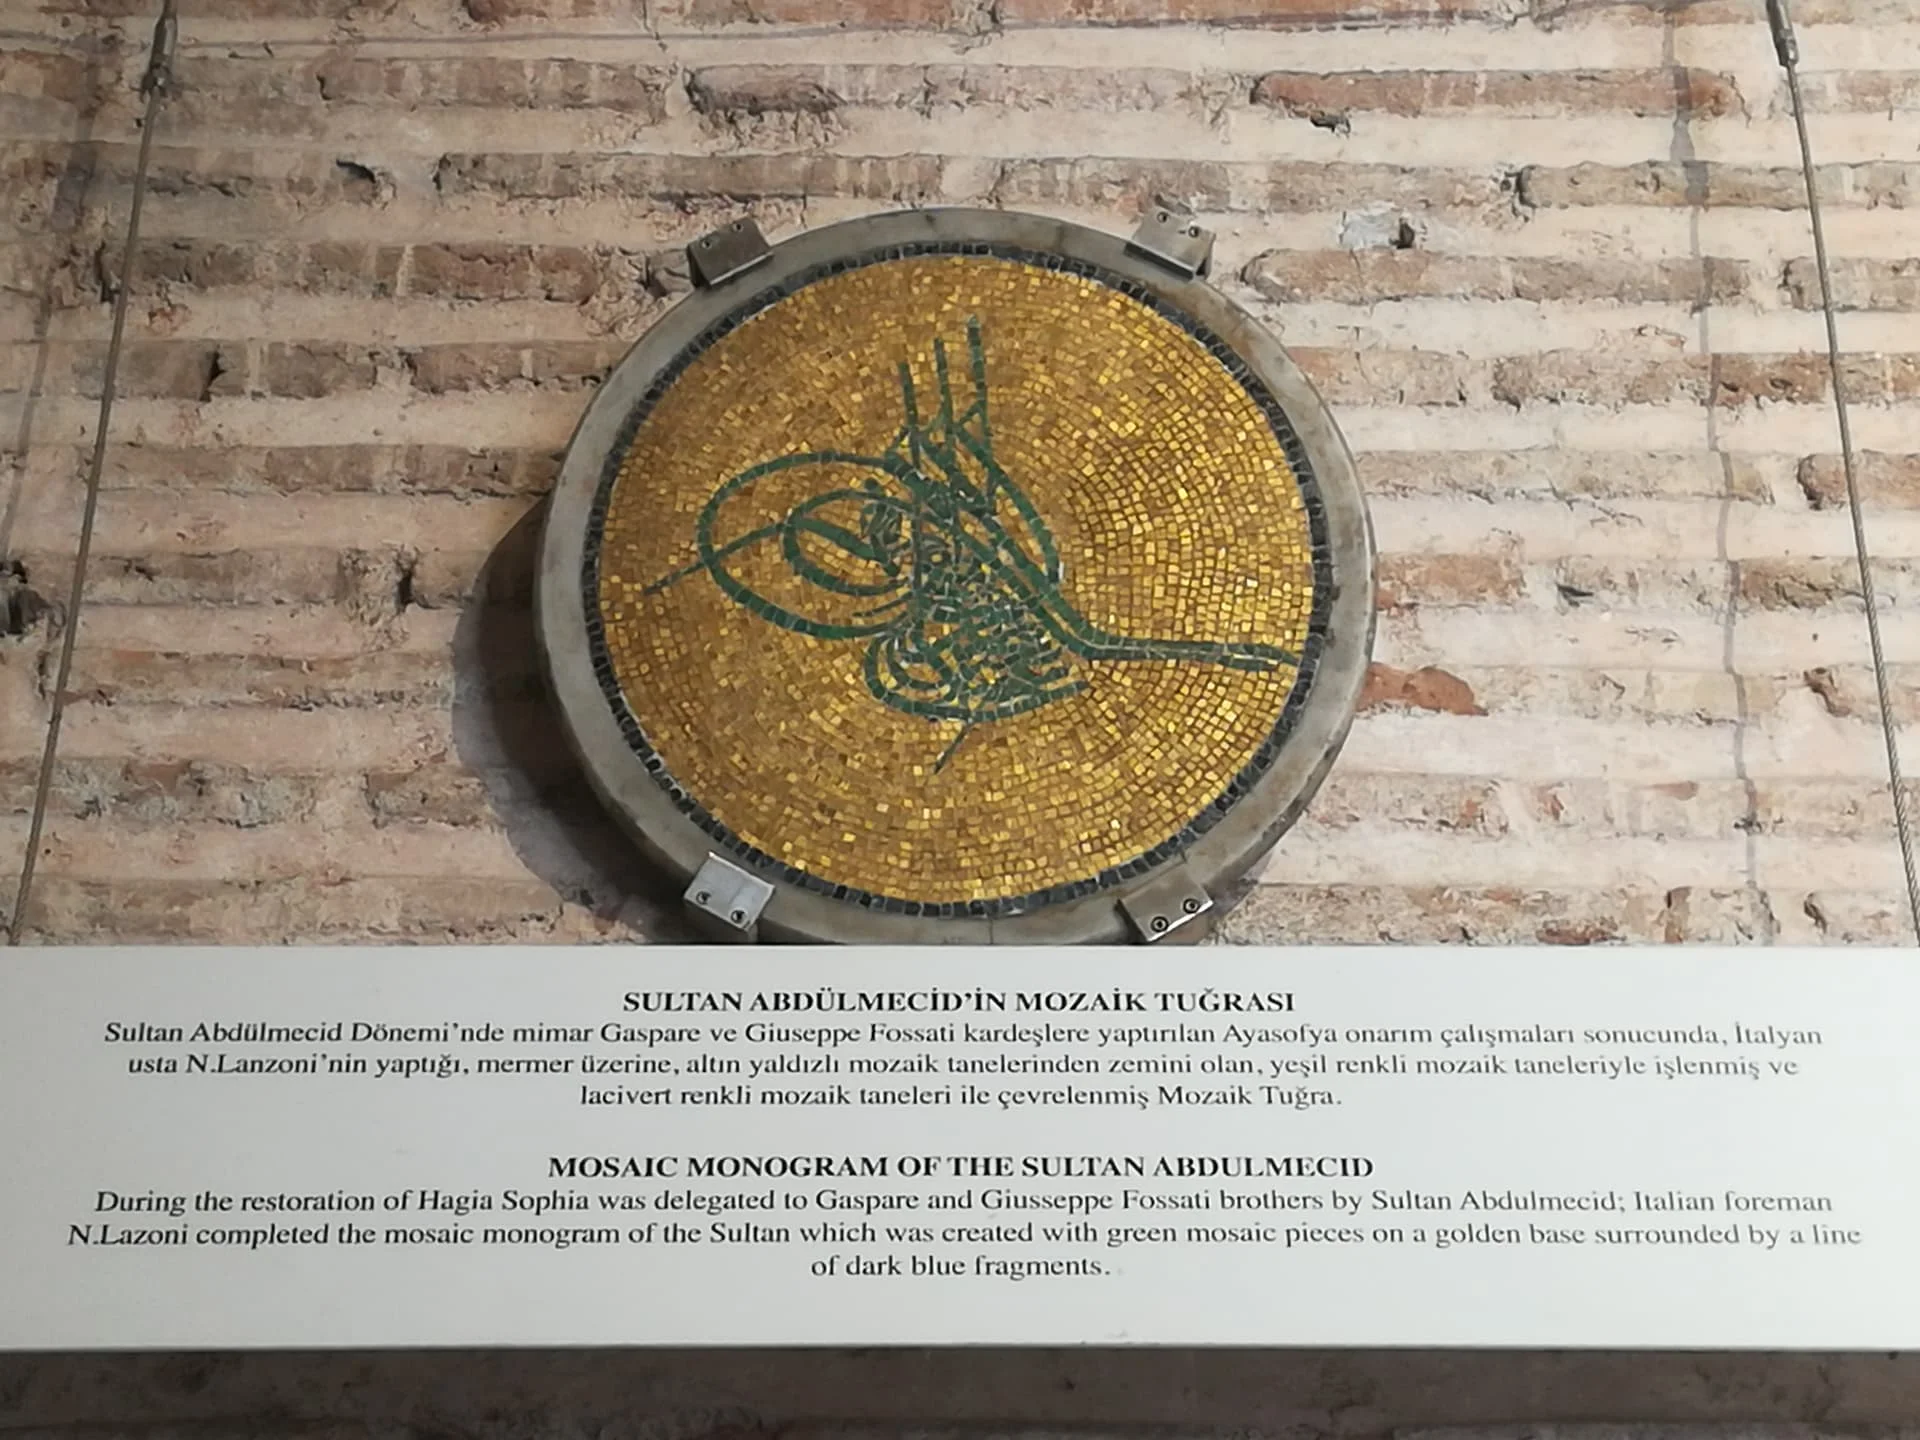 SULTAN ABDÜLMECİD’İN MOZAİK TUĞRASI
Sultan Abdülmecid Dönemi’nde mimar Gaspare ve Giuseppe Fossati kardeşlere yaptırılan Ayasofya onarım çalışmaları sonucunda, İtalyan
usta N.Lanzoni’nin yaptığı, mermer üzerine, altın yaldızlı mozaik tanelerinden zemini olan, yeşil renkli mozaik taneleriyle işlenmiş ve
lacivert renkli mozaik taneleri ile çevrelenmiş Mozaik Tuğra.
MOSAIC MONOGRAM OF THE SULTAN ABDULMECID
During the restoration of Hagia Sophia was delegated to Gaspare and Giusseppe Fossati brothers by Sultan Abdulmecid; Italian foreman
N.Lazoni completed the mosaic monogram of the Sultan which was created with green mosaic pieces on a golden base surrounded by a line
of dark blue fragments.